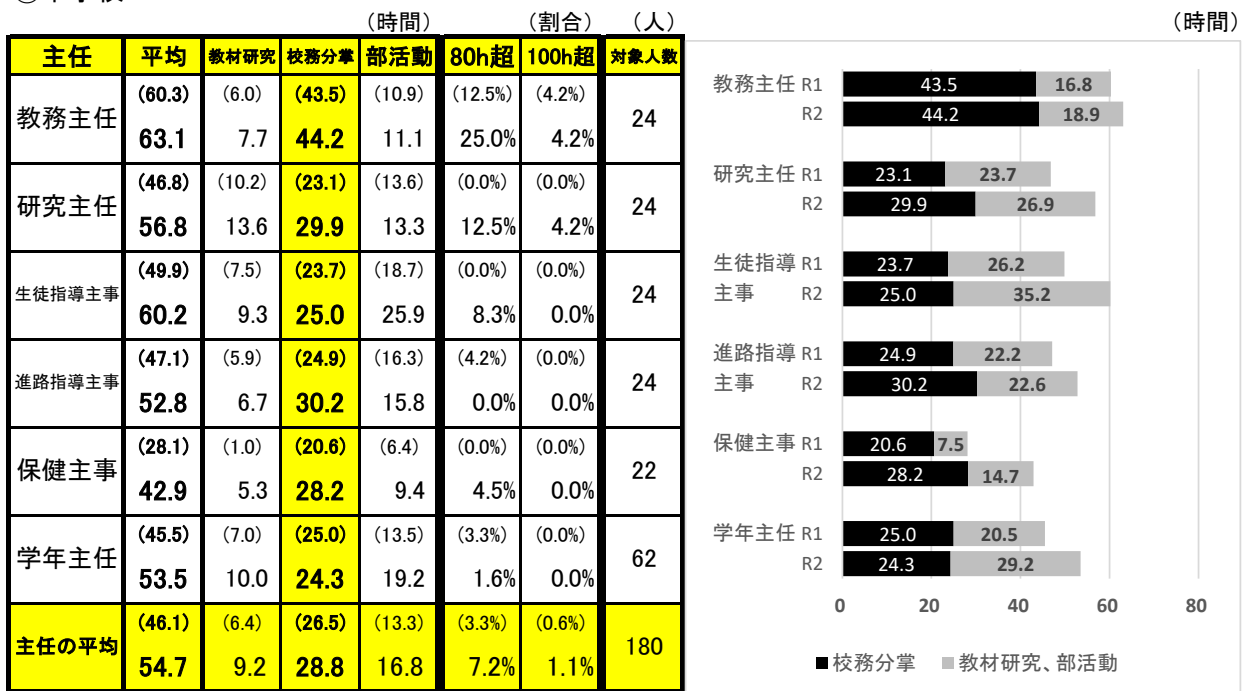 (時間) (割合) (人) (時間)
主任 平均 教材研究 校務分掌 部活動 80h超 100h超 対象人数
教務主任 (60.3) (6.0) (43.5) (10.9) (12.5%) (4.2%) 24
63.1 7.7 44.2 11.1 25.0% 4.2%
研究主任 (46.8) (10.2) (23.1) (13.6) (0.0%) (0.0%) 24
56.8 13.6 29.9 13.3 12.5% 4.2%
生徒指導主事 (49.9) (7.5) (23.7) (18.7) (0.0%) (0.0%) 24
60.2 9.3 25.0 25.9 8.3% 0.0%
進路指導主事 (47.1) (5.9) (24.9) (16.3) (4.2%) (0.0%) 24
52.8 6.7 30.2 15.8 0.0% 0.0%
保健主事 (28.1) (1.0) (20.6) (6.4) (0.0%) (0.0%) 22
42.9 5.3 28.2 9.4 4.5% 0.0%
学年主任 (45.5) (7.0) (25.0) (13.5) (3.3%) (0.0%) 62
53.5 10.0 24.3 19.2 1.6% 0.0%
主任の平均 (46.1) (6.4) (26.5) (13.3) (3.3%) (0.6%) 180
54.7 9.2 28.8 16.8 7.2% 1.1%
教務主任 R1 43.5 16.8
R2 44.2 18.9
研究主任 R1 23.1 23.7
R2 29.9 26.9
生徒指導 R1 23.7 26.2
主事 R2 25.0 35.2
進路指導 R1 24.9 22.2
主事 R2 30.2 22.6
保健主事 R1 20.6 7.5
R2 28.2 14.7
学年主任 R1 25.0 20.5
R2 24.3 29.2
0 20 40 60 80
■校務分掌 ■教材研究、部活動